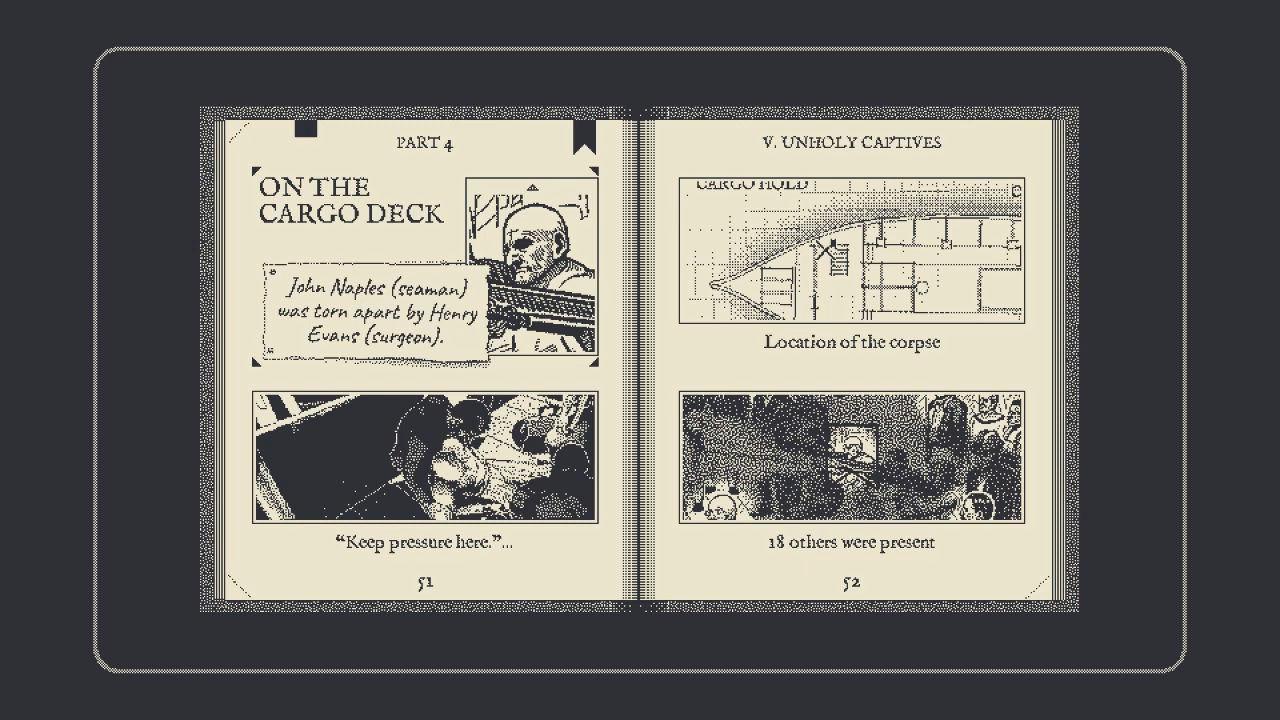 PART 4
ON THE
CARGO DECK
John Naples (seaman)
was torn apart by Henry
Evans (surgeon).
“Keep pressure here.”...
51
V. UNHOLY CAPTIVES
CARGO HOLD
Location of the corpse
18 others were present
52